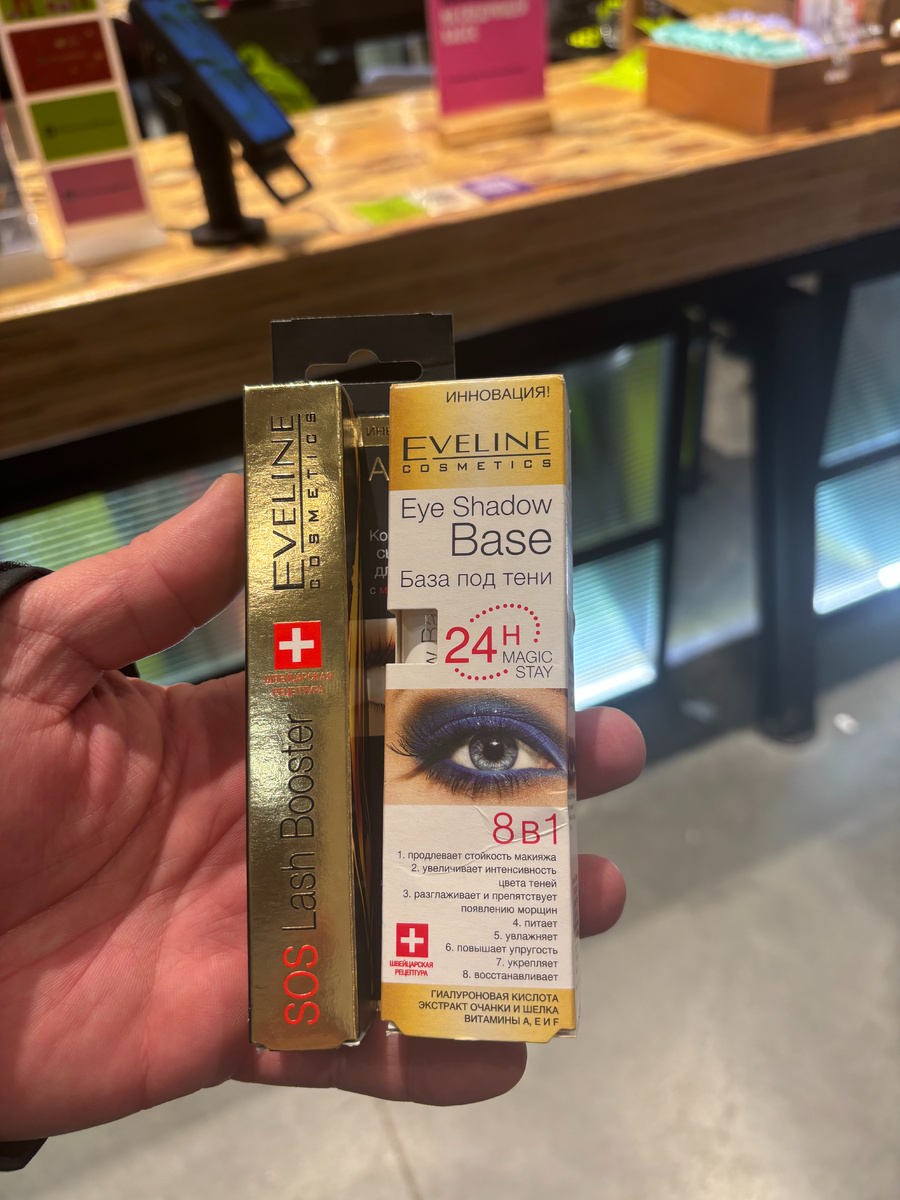 EVELINE
COSMETICS
ШВЕЙЦАРСКАЯ
РЕЦЕПТУРА
SOS Lash Booster
ИННОВАЦИЯ!
EVELINE
COSMETICS
Eye Shadow
Base
База под тени
24H
MAGIC
STAY
8 в 1
1. продлевает стойкость макияжа
2. увеличивает интенсивность
цвета теней
3. разглаживает и препятствует
появлению морщин
4. питает
5. увлажняет
6. повышает упругость
7. укрепляет
8. восстанавливает
ШВЕЙЦАРСКАЯ
РЕЦЕПТУРА
ГИАЛУРОНОВАЯ КИСЛОТА
ЭКСТРАКТ ОЧАНКИ И ШЕЛКА
ВИТАМИНЫ A, E И F